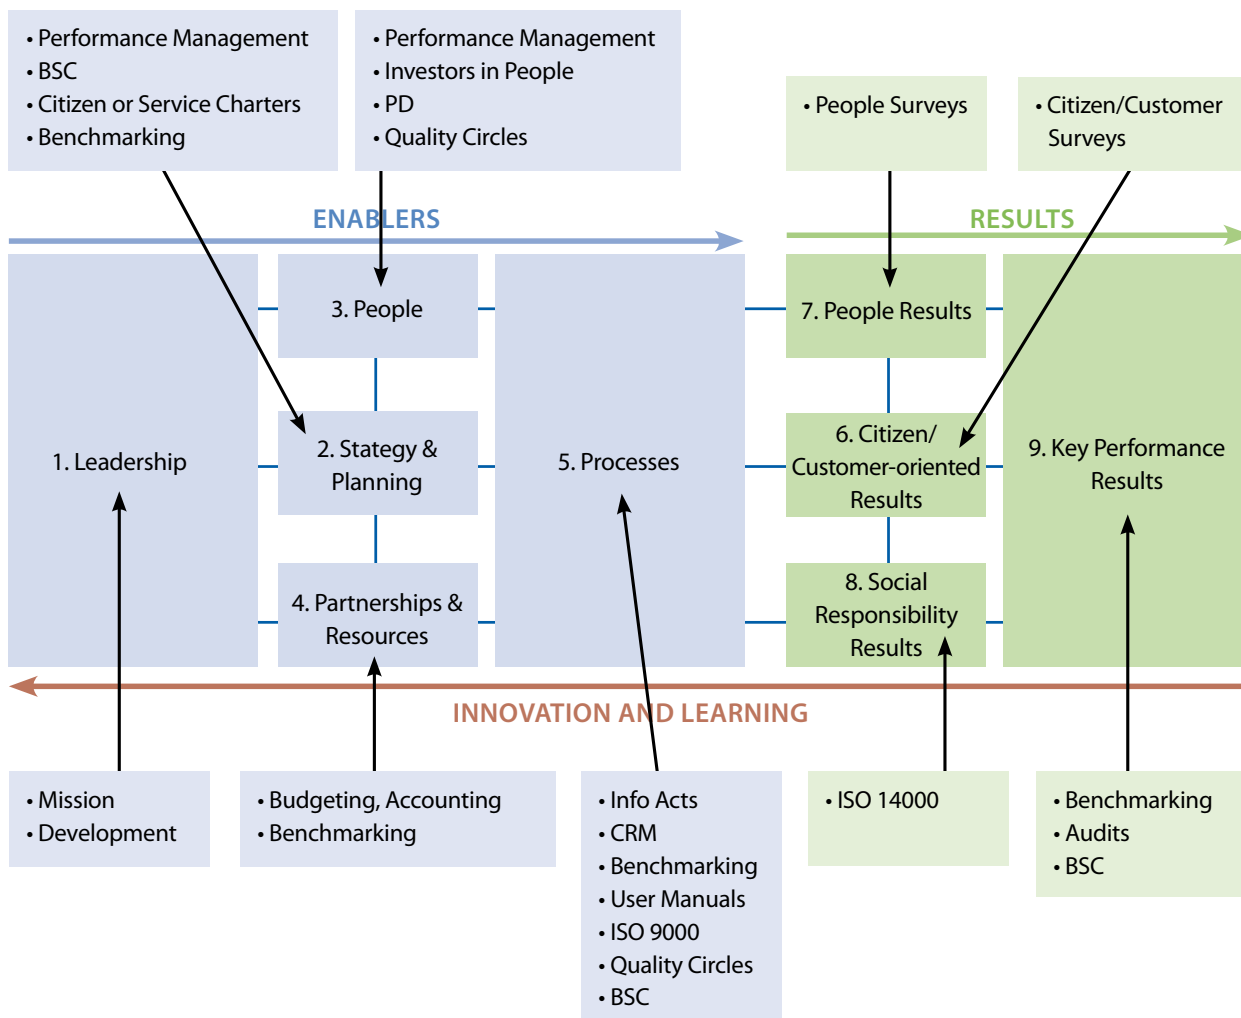 • Performance Management
• BSC
• Citizen or Service Charters
• Benchmarking
• Performance Management
• Investors in People
• PD
• Quality Circles
• People Surveys
• Citizen/Customer
Surveys
ENABLERS
RESULTS
1. Leadership
3. People
2. Stategy &
Planning
4. Partnerships &
Resources
5. Processes
7. People Results
6. Citizen/
Customer-oriented
Results
8. Social
Responsibility
Results
9. Key Performance
Results
INNOVATION AND LEARNING
• Mission
• Development
• Budgeting, Accounting
• Benchmarking
• Info Acts
• CRM
• Benchmarking
• User Manuals
• ISO 9000
• Quality Circles
• BSC
• ISO 14000
• Benchmarking
• Audits
• BSC